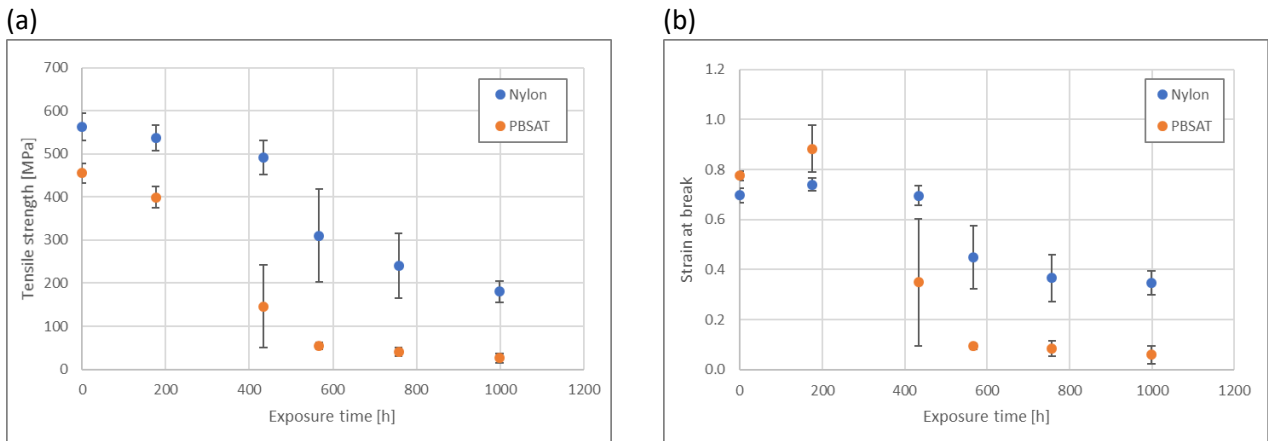 (a)
700
600
500
400
300
200
100
0
0 200 400 600 800 1000 1200
Tensile strength [MPa]
Exposure time [h]
Nylon
PBSAT
(b)
1.2
1.0
0.8
0.6
0.4
0.2
0.0
0 200 400 600 800 1000 1200
Strain at break
Exposure time [h]
Nylon
PBSAT